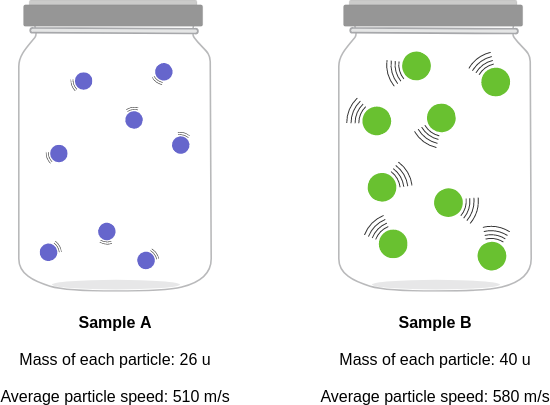 Sample A
Mass of each particle: 26 u
Average particle speed: 510 m/s
Sample B
Mass of each particle: 40 u
Average particle speed: 580 m/s